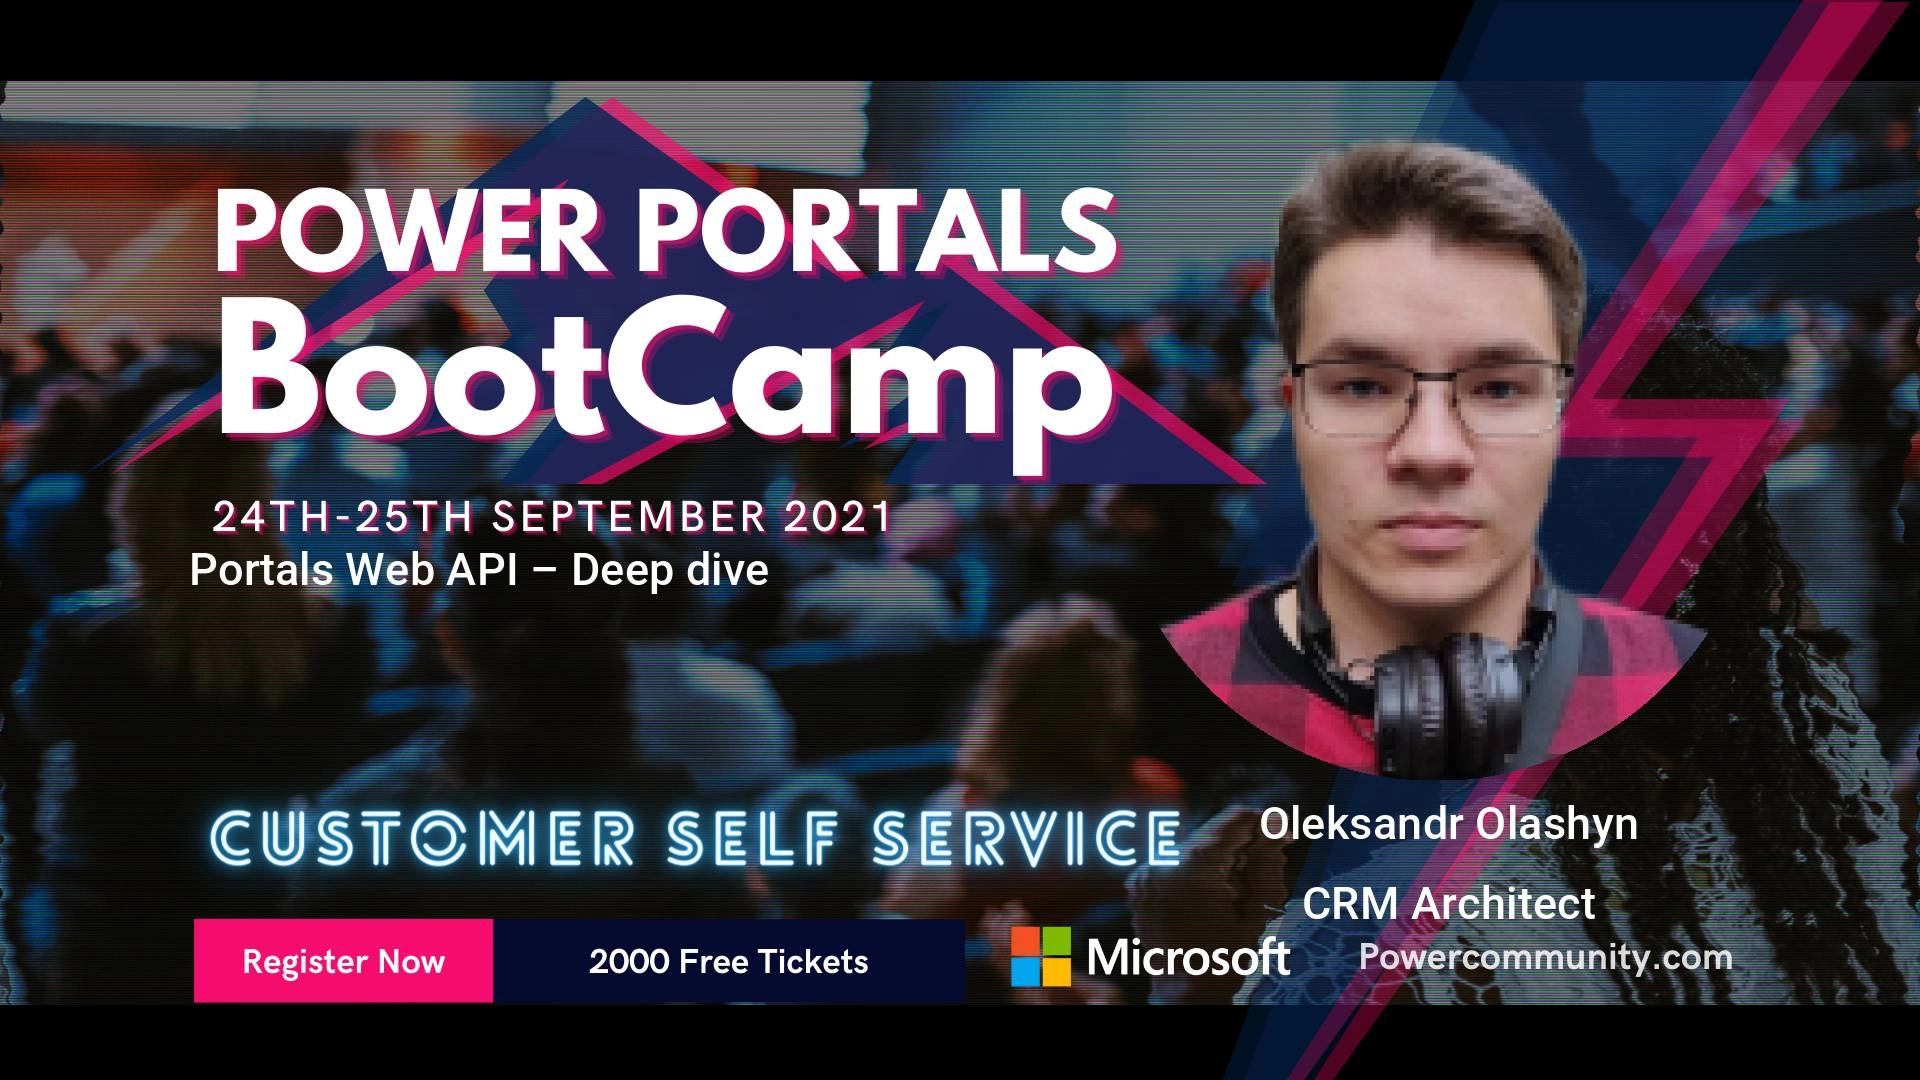 POWER PORTALS
BootCamp
24TH-25TH SEPTEMBER 2021
Portals Web API – Deep dive
CUSTOMER SELF SERVICE
Oleksandr Olashyn
CRM Architect
Register Now
2000 Free Tickets
Microsoft
Powercommunity.com